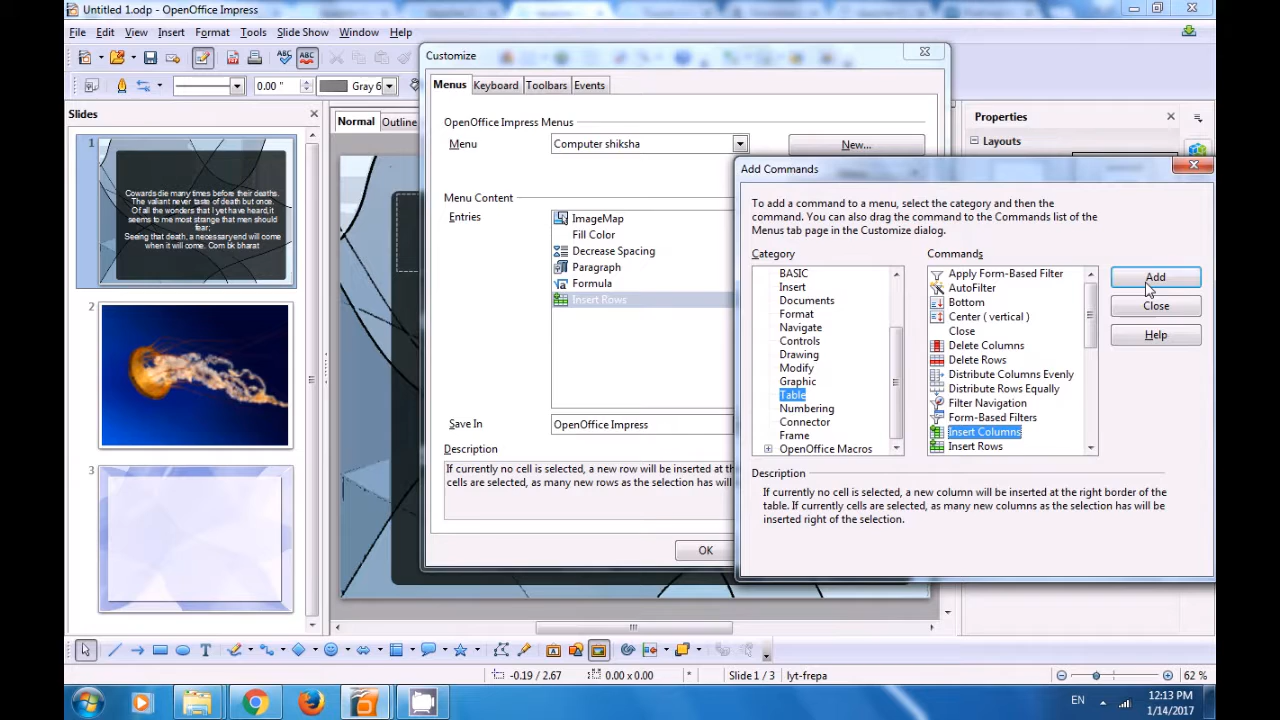 Untitled 1.odp - OpenOffice Impress
File Edit View Insert Format Tools Slide Show Window Help
0.00 " Gray 6
Slides
Normal Outline
1
Cowards die many times before their deaths.
The valiant never taste of death but once.
Of all the wonders that I yet have heard,it
seems to me most strange that men should
fear;
Seeing that death, a necessaryend will come
when it will come. Com bk bharat
2
3
Customize
Menus Keyboard Toolbars Events
OpenOffice Impress Menus
Menu Computer shiksha New...
Menu Content
Entries
ImageMap
Fill Color
Decrease Spacing
Paragraph
Formula
Insert Rows
Save In OpenOffice Impress
Description
If currently no cell is selected, a new row will be inserted at th
cells are selected, as many new rows as the selection has will
OK
Properties
Layouts
Add Commands
To add a command to a menu, select the category and then the
command. You can also drag the command to the Commands list of the
Menus tab page in the Customize dialog.
Category
BASIC
Insert
Documents
Format
Navigate
Controls
Drawing
Modify
Graphic
Table
Numbering
Connector
Frame
OpenOffice Macros
Commands
Apply Form-Based Filter
AutoFilter
Bottom
Center ( vertical )
Close
Delete Columns
Delete Rows
Distribute Columns Evenly
Distribute Rows Equally
Filter Navigation
Form-Based Filters
Insert Columns
Insert Rows
Add
Close
Help
Description
If currently no cell is selected, a new column will be inserted at the right border of the
table. If currently cells are selected, as many new columns as the selection has will be
inserted right of the selection.
-0.19 / 2.67 0.00 x 0.00 * Slide 1 / 3 lyt-frepa 62 %
EN 12:13 PM
1/14/2017